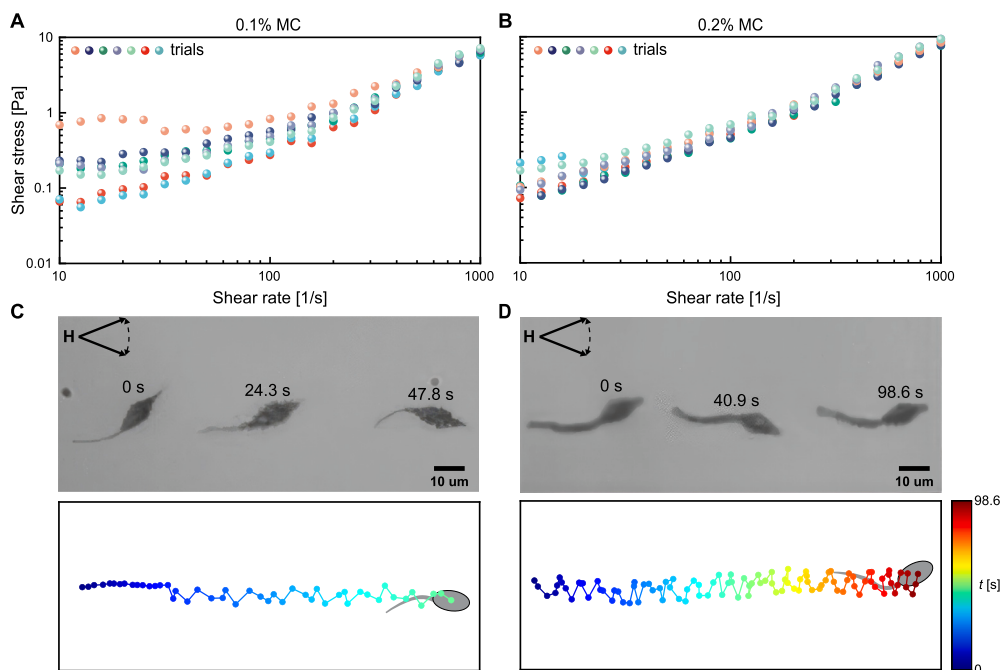 A
0.1% MC
B
0.2% MC
trials
trials
Shear stress [Pa]
10
1
0.1
0.01
10
100
1000
10
100
1000
Shear rate [1/s]
Shear rate [1/s]
C
H
0 s
24.3 s
47.8 s
10 um
D
H
0 s
40.9 s
98.6 s
10 um
98.6
t [s]
0